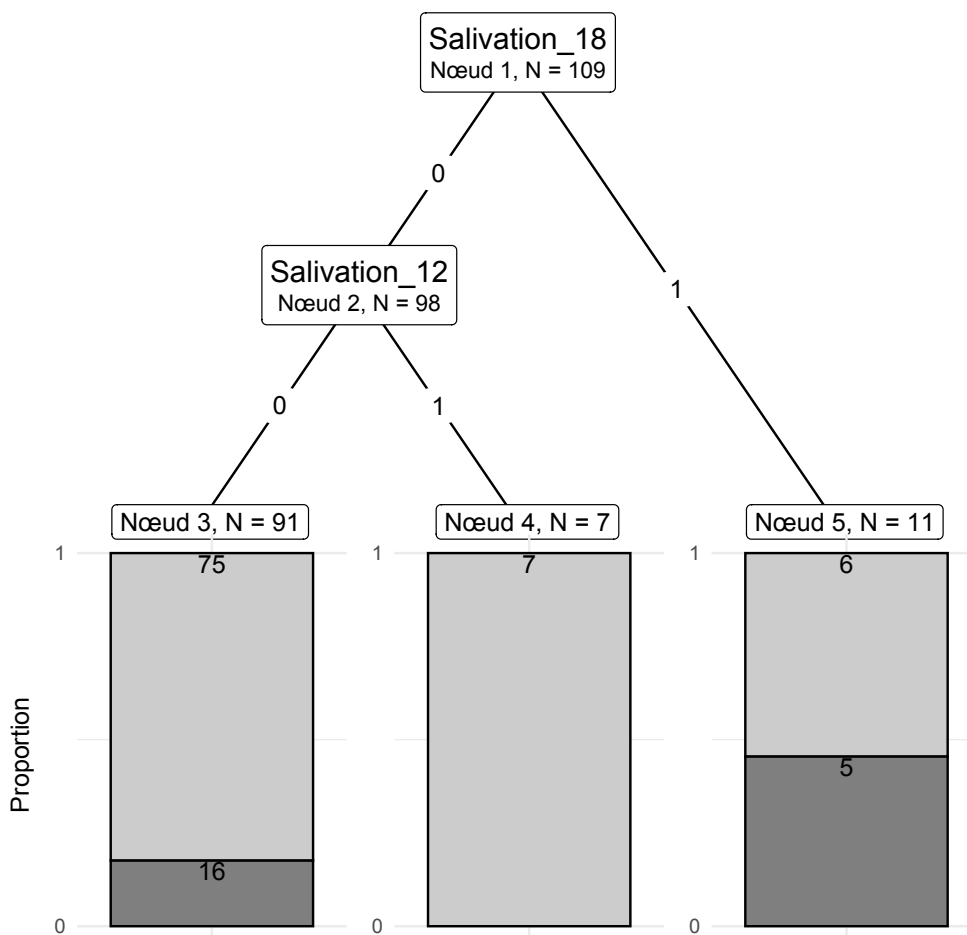 Salivation_18
Nœud 1, N = 109
0
Salivation_12
Nœud 2, N = 98
1
0
1
Nœud 3, N = 91
Nœud 4, N = 7
Nœud 5, N = 11
1
75
1
7
1
6
Proportion
5
16
0
0
0